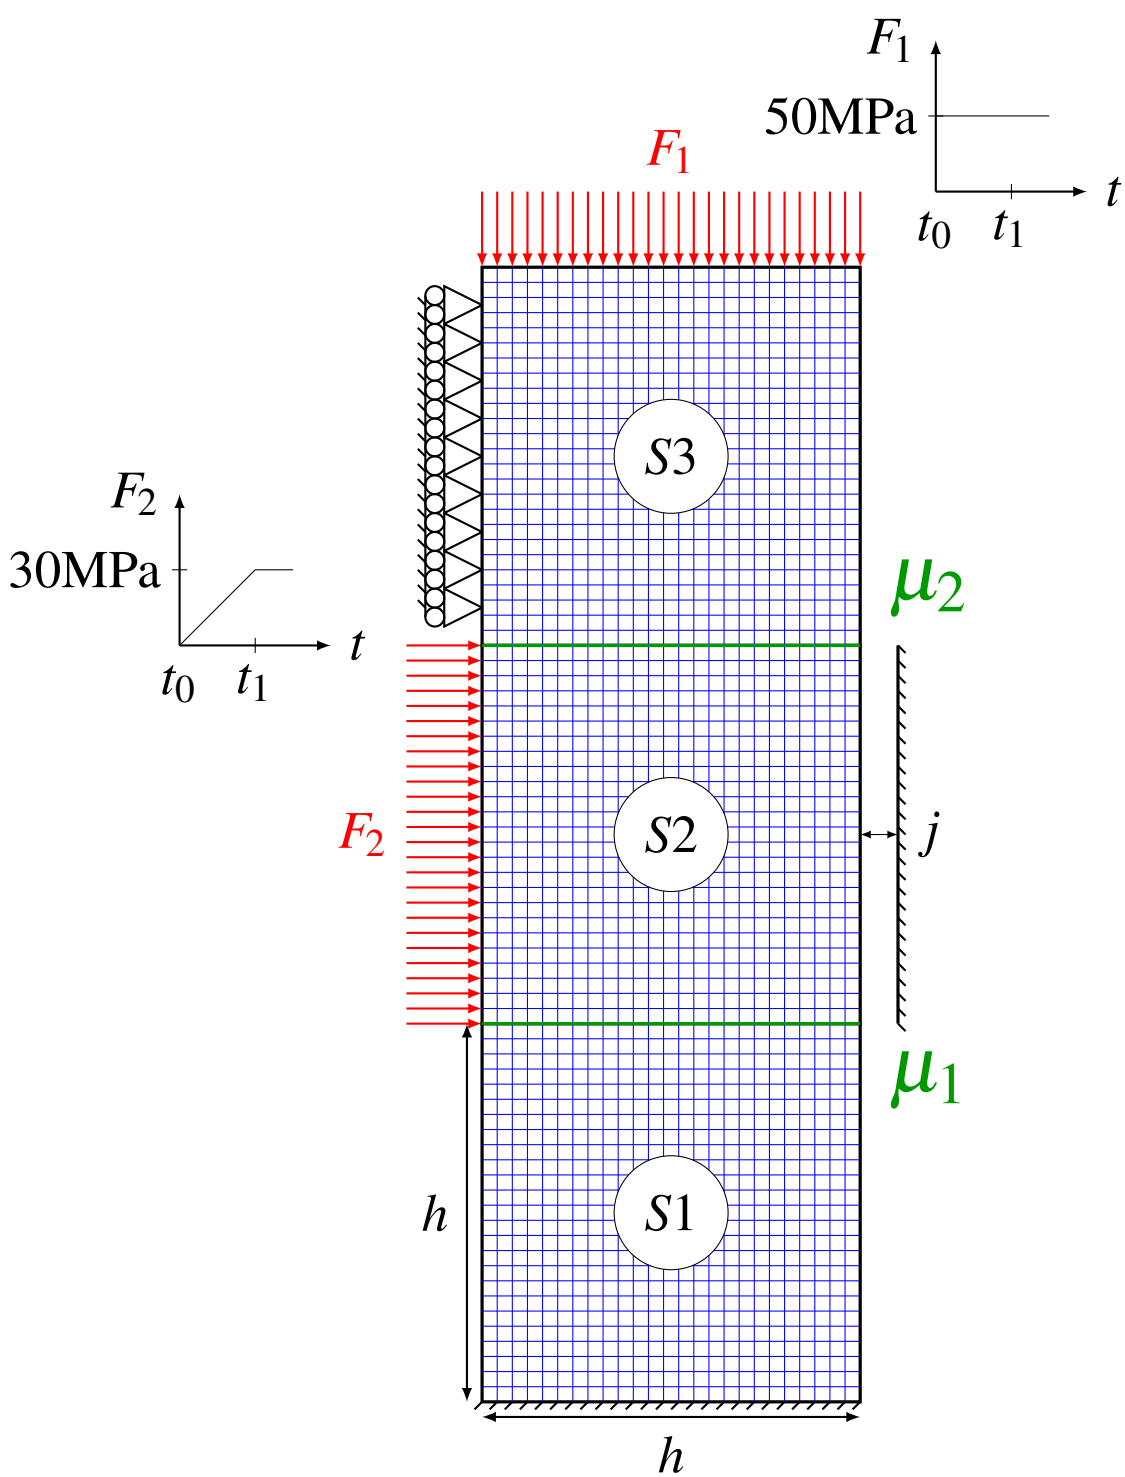 F₁
50MPa
t
t₀
t₁
F₁
S3
F₂
30MPa
t
t₀
t₁
μ₂
F₂
S2
j
μ₁
h
S1
h